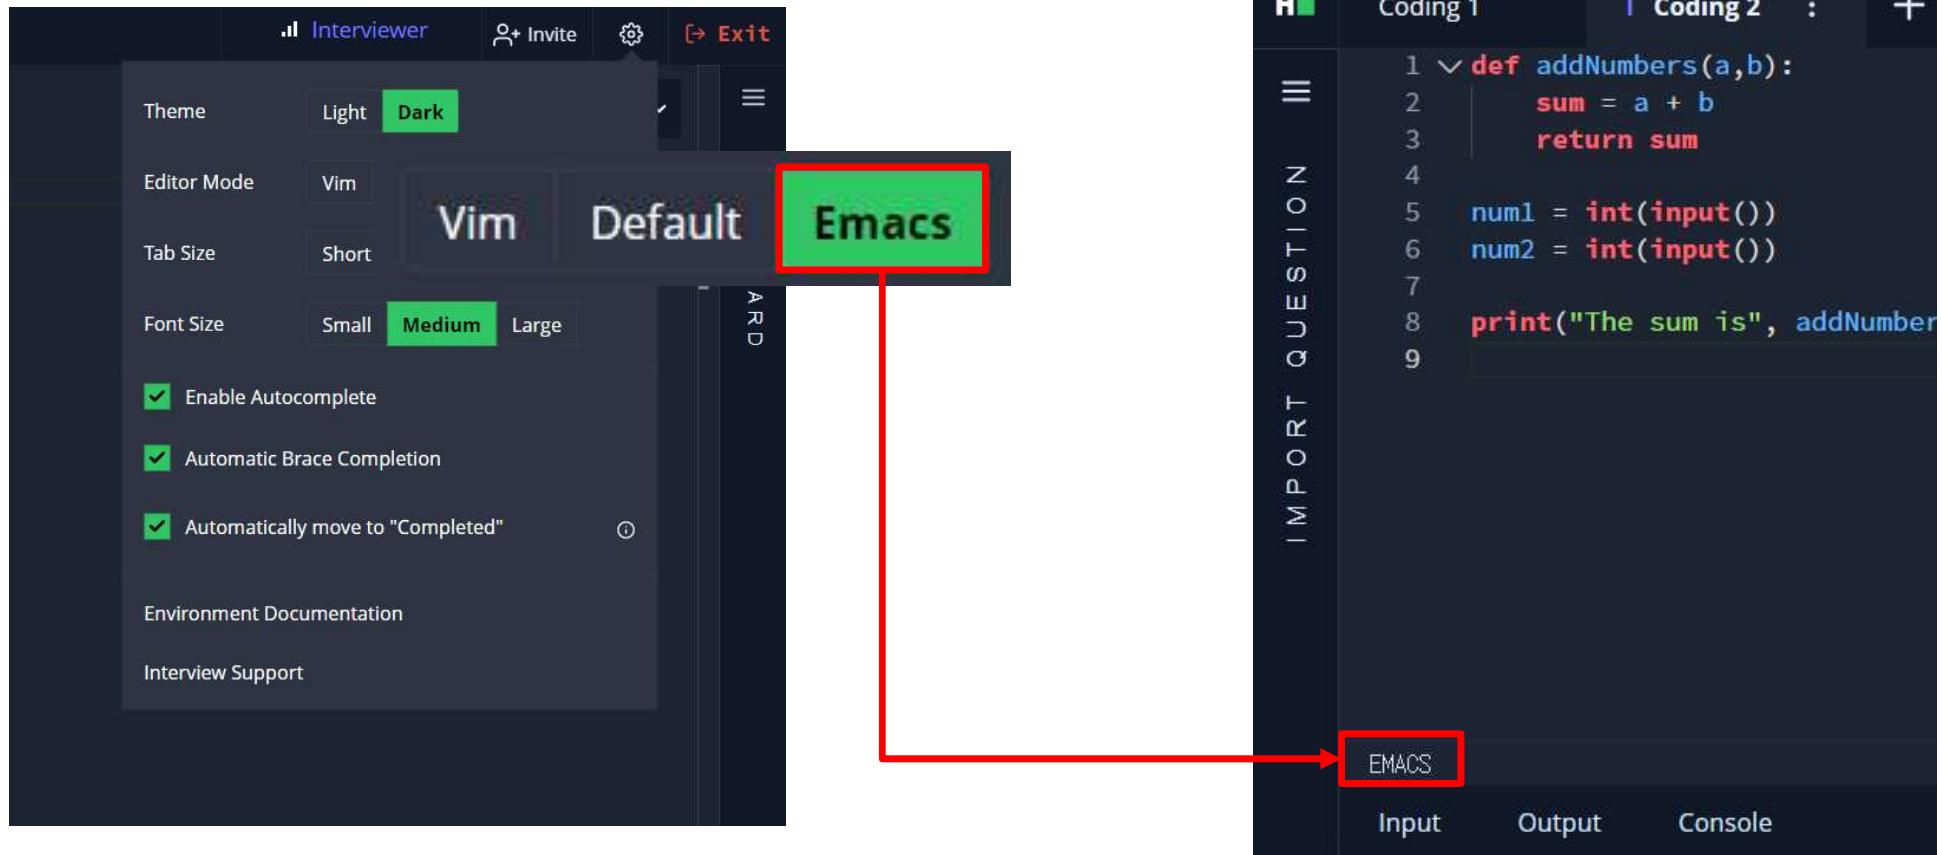 Interviewer Invite Exit
Theme Light Dark
Editor Mode Vim
Vim Default Emacs
Tab Size Short
Font Size Small Medium Large
Enable Autocomplete
Automatic Brace Completion
Automatically move to "Completed"
Environment Documentation
Interview Support
ARD
H
Coding 1 Coding 2 +
IMPORT QUESTION
1 def addNumbers(a,b):
2 sum = a + b
3 return sum
4
5 num1 = int(input())
6 num2 = int(input())
7
8 print("The sum is", addNumber
9
EMACS
Input Output Console